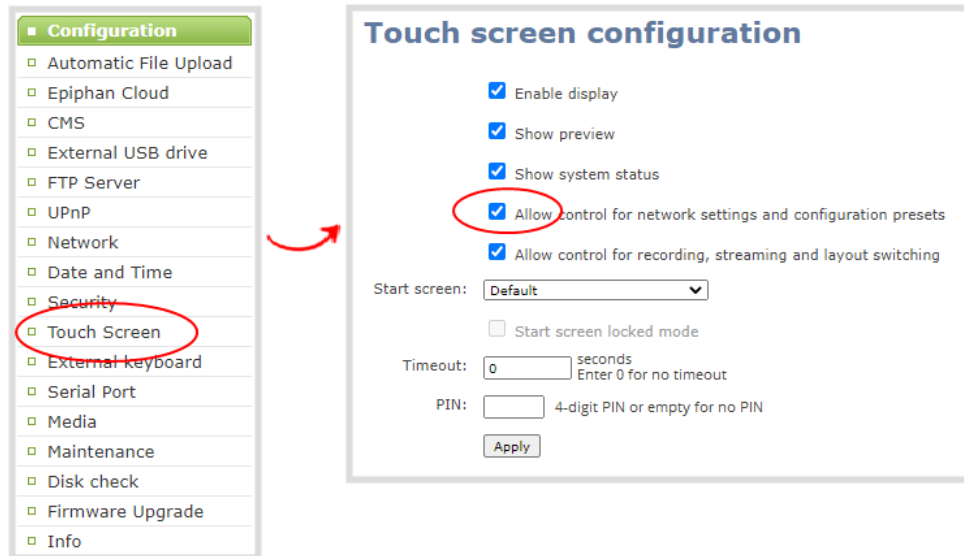 Configuration
Automatic File Upload
Epiphan Cloud
CMS
External USB drive
FTP Server
UPnP
Network
Date and Time
Security
Touch Screen
External keyboard
Serial Port
Media
Maintenance
Disk check
Firmware Upgrade
Info
Touch screen configuration
Enable display
Show preview
Show system status
Allow control for network settings and configuration presets
Allow control for recording, streaming and layout switching
Start screen: Default
Start screen locked mode
Timeout: 0 seconds
Enter 0 for no timeout
PIN: 4-digit PIN or empty for no PIN
Apply